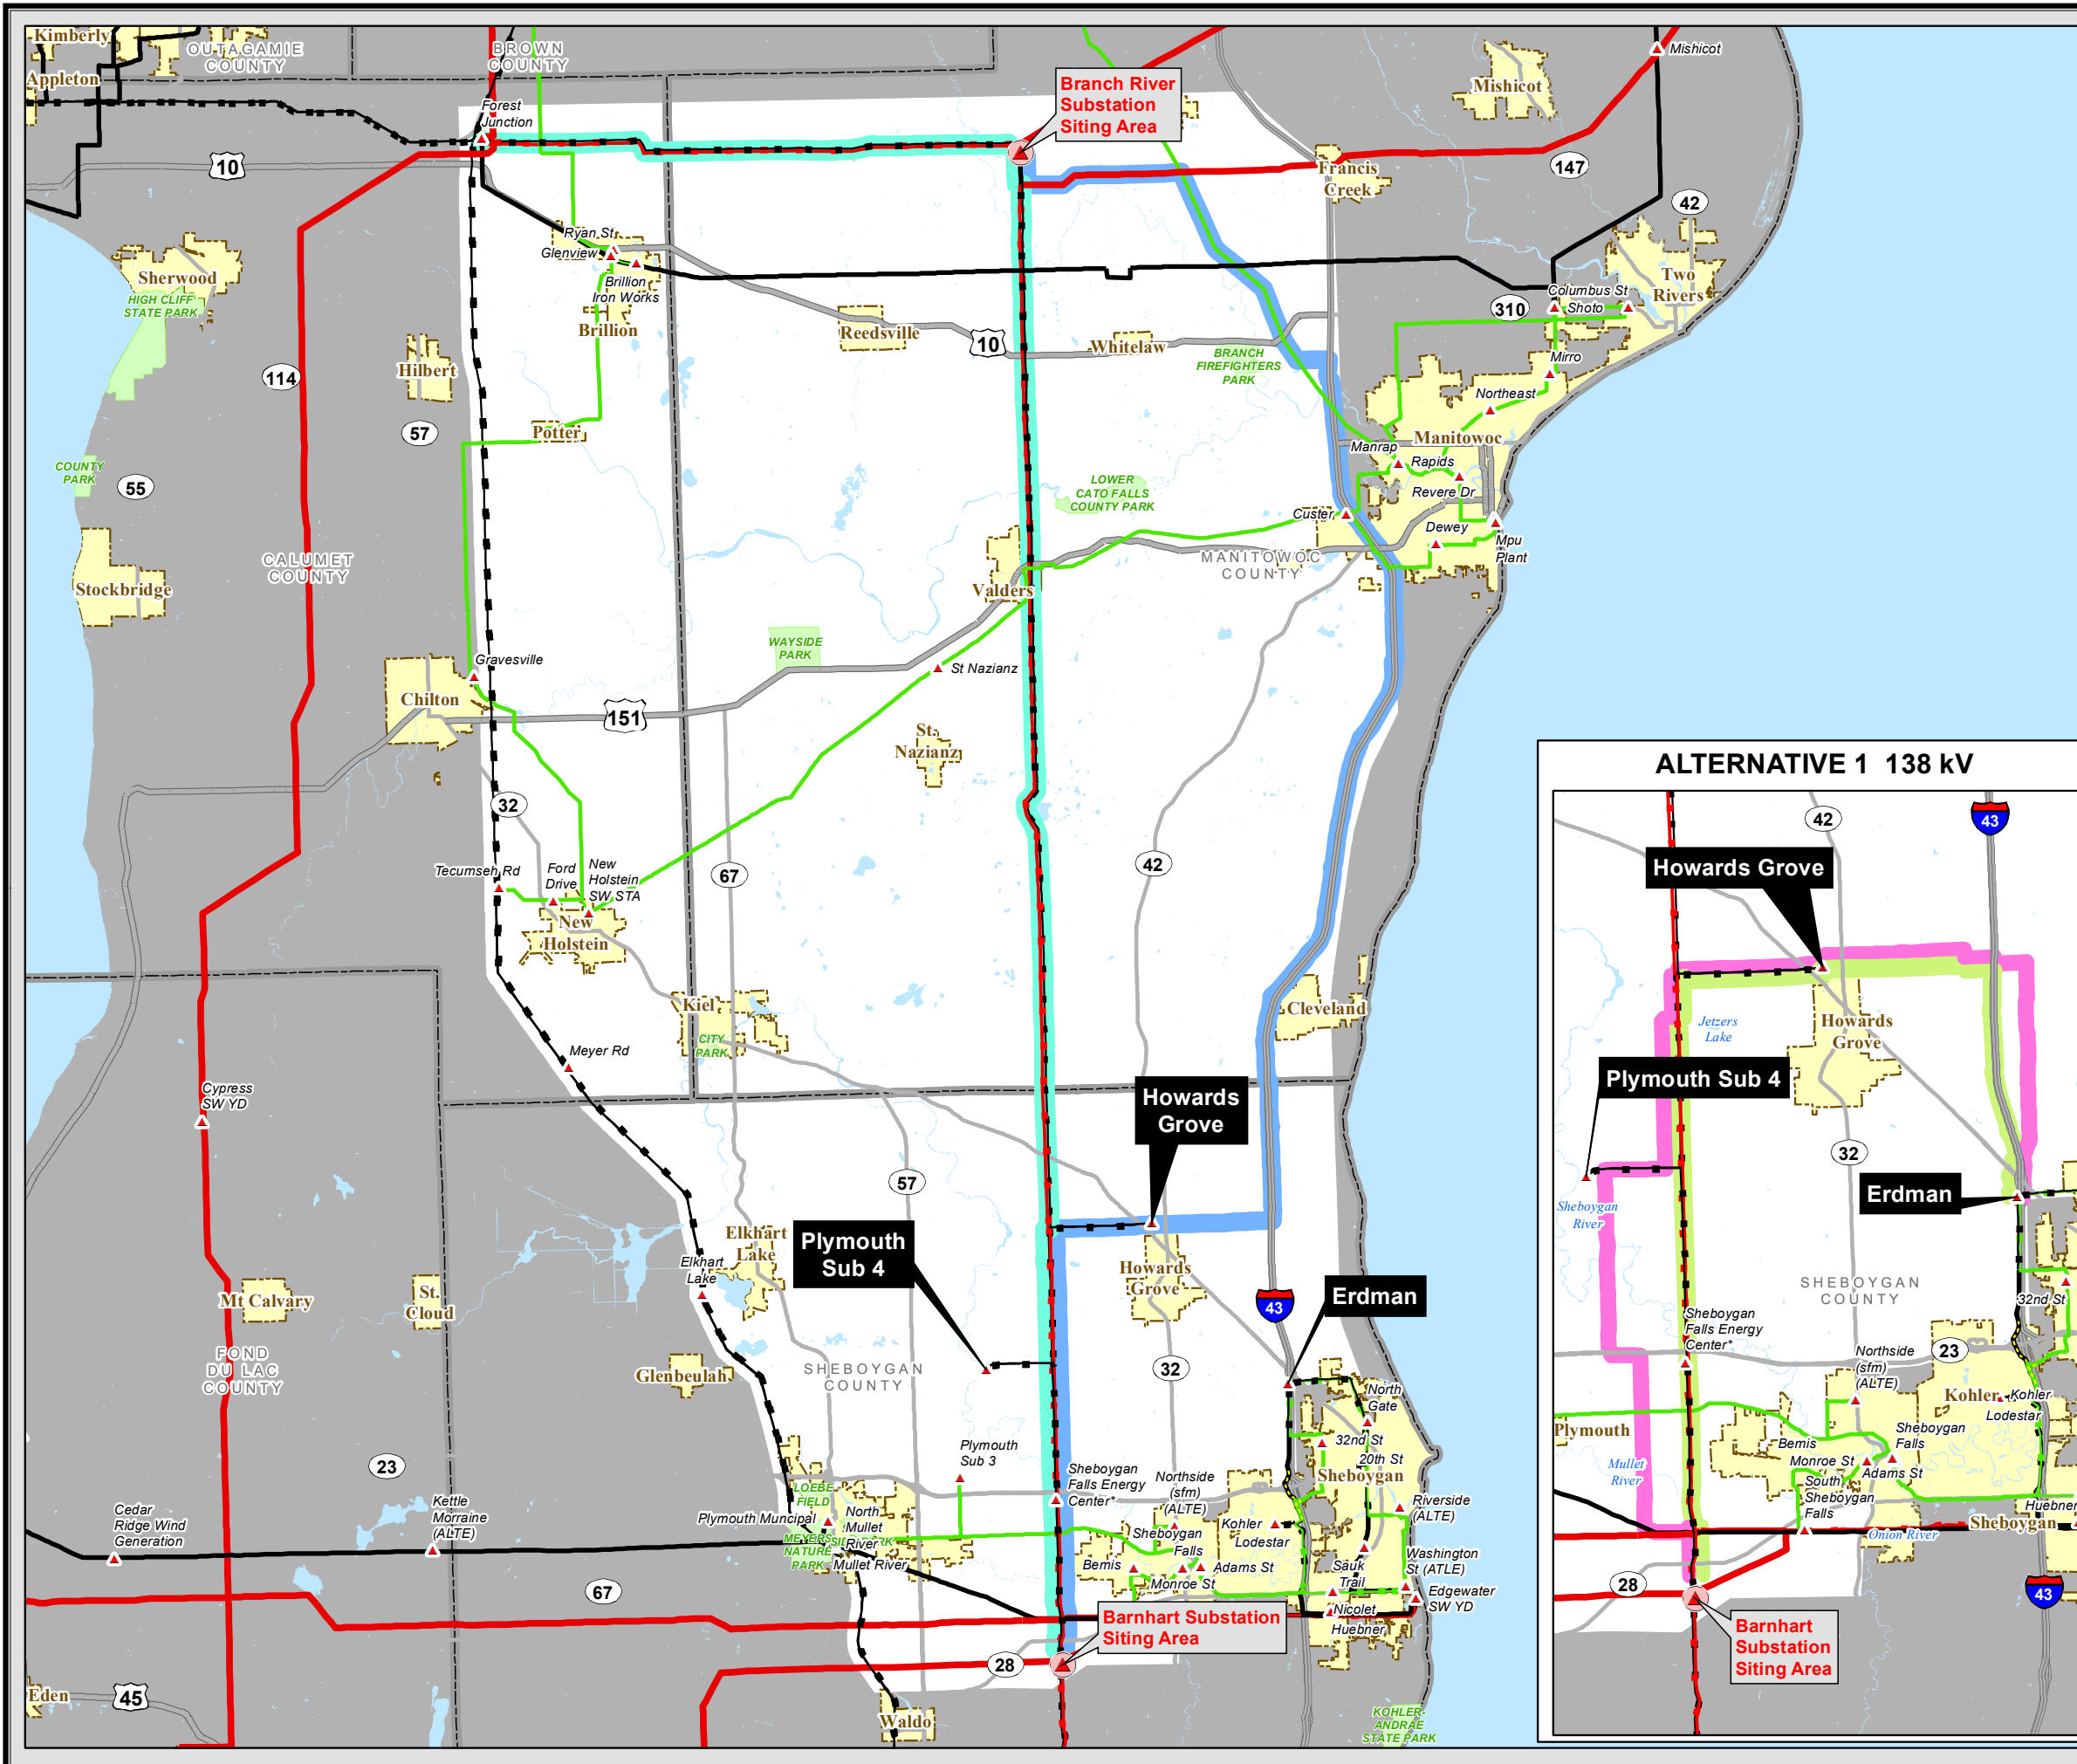 Kimberly
OUTAGAMIE
COUNTY
BROWN
COUNTY
Mishicot
Appleton
Branch River
Substation
Siting Area
Mishicot
Forest
Junction
10
147
Francis
Creek
42
Ryan St
Glenview
Sherwood
HIGH CLIFF
STATE PARK
Brillion
Iron Works
Brillion
Two
Rivers
Columbus St
310
Shoto
Reedsville
10
Whitelaw
BRANCH
FIREFIGHTERS
PARK
Mirro
Hilbert
114
Northeast
57
Potter
Manitowoc
Manrap
Rapids
COUNTY
PARK
55
LOWER
CATO FALLS
COUNTY PARK
Revere Dr
Custer
Dewey
Mpu
Plant
CALUMET
COUNTY
MANITOWOC
COUNTY
Stockbridge
Valders
WAYSIDE
PARK
Gravesville
St Nazianz
Chilton
151
St.
Nazianz
32
ALTERNATIVE 1 138 kV
42
43
Howards Grove
Tecumseh Rd
Ford
Drive
New
Holstein
SW STA
67
42
New
Holstein
Kiel
Cleveland
Jetzers
Lake
Howards
Grove
CITY
PARK
Meyer Rd
Plymouth Sub 4
Cypress
SW YD
Howards
Grove
32
57
Erdman
Sheboygan
River
Elkhart
Lake
Plymouth
Sub 4
Elkhart
Lake
Howards
Grove
SHEBOYGAN
COUNTY
Mt Calvary
St.
Cloud
43
Erdman
32nd St
Sheboygan
Falls Energy
Center*
FOND
DU LAC
COUNTY
Glenbeulah
SHEBOYGAN
COUNTY
32
Northside
(sfm)
(ALTE)
23
North
Gate
Kohler
Kohler
Lodestar
Plymouth
Bemis
Sheboygan
Falls
Monroe St
Adams St
Plymouth
Sub 3
32nd St
20th St
Sheboygan
Mullet
River
South
Sheboygan
Falls
23
Sheboygan
Falls Energy
Center*
Northside
(sfm)
(ALTE)
LOEBE
FIELD
Riverside
(ALTE)
Huebner
Sheboygan
Onion River
Cedar
Ridge Wind
Generation
Kettle
Morraine
(ALTE)
Plymouth Muncipal
North
Mullet
River
Mullet River
MEYERS
NATURE
PARK
Sheboygan
Falls
Kohler
Lodestar
Bemis
Adams St
Monroe St
Sauk
Trail
Washington
St (ATLE)
Edgewater
SW YD
67
28
43
Nicolet
Huebner
Barnhart Substation
Siting Area
Barnhart
Substation
Siting Area
28
Eden
45
Waldo
KOHLER-
ANDRAE
STATE PARK